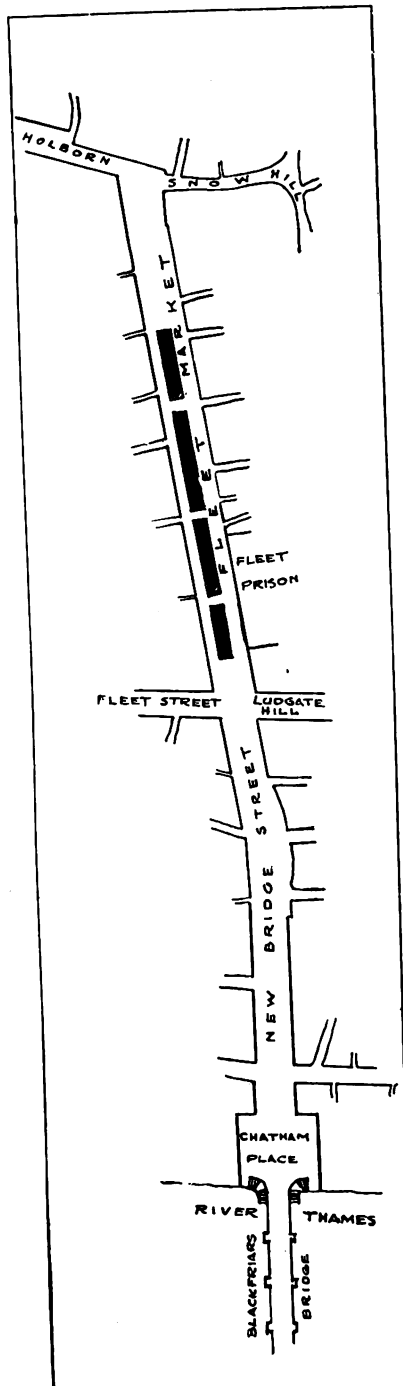 HOLBORN
SNOW HILL
FLEET MARKET
FLEET
PRISON
FLEET STREET
LUDGATE
HILL
NEW BRIDGE STREET
CHATHAM
PLACE
RIVER THAMES
BLACKFRIARS BRIDGE